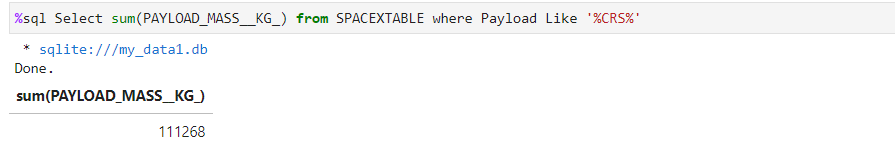 %sql Select sum(PAYLOAD_MASS__KG_) from SPACEXTABLE where Payload Like '%CRS%'
* sqlite:///my_data1.db
Done.
sum(PAYLOAD_MASS__KG_)
111268